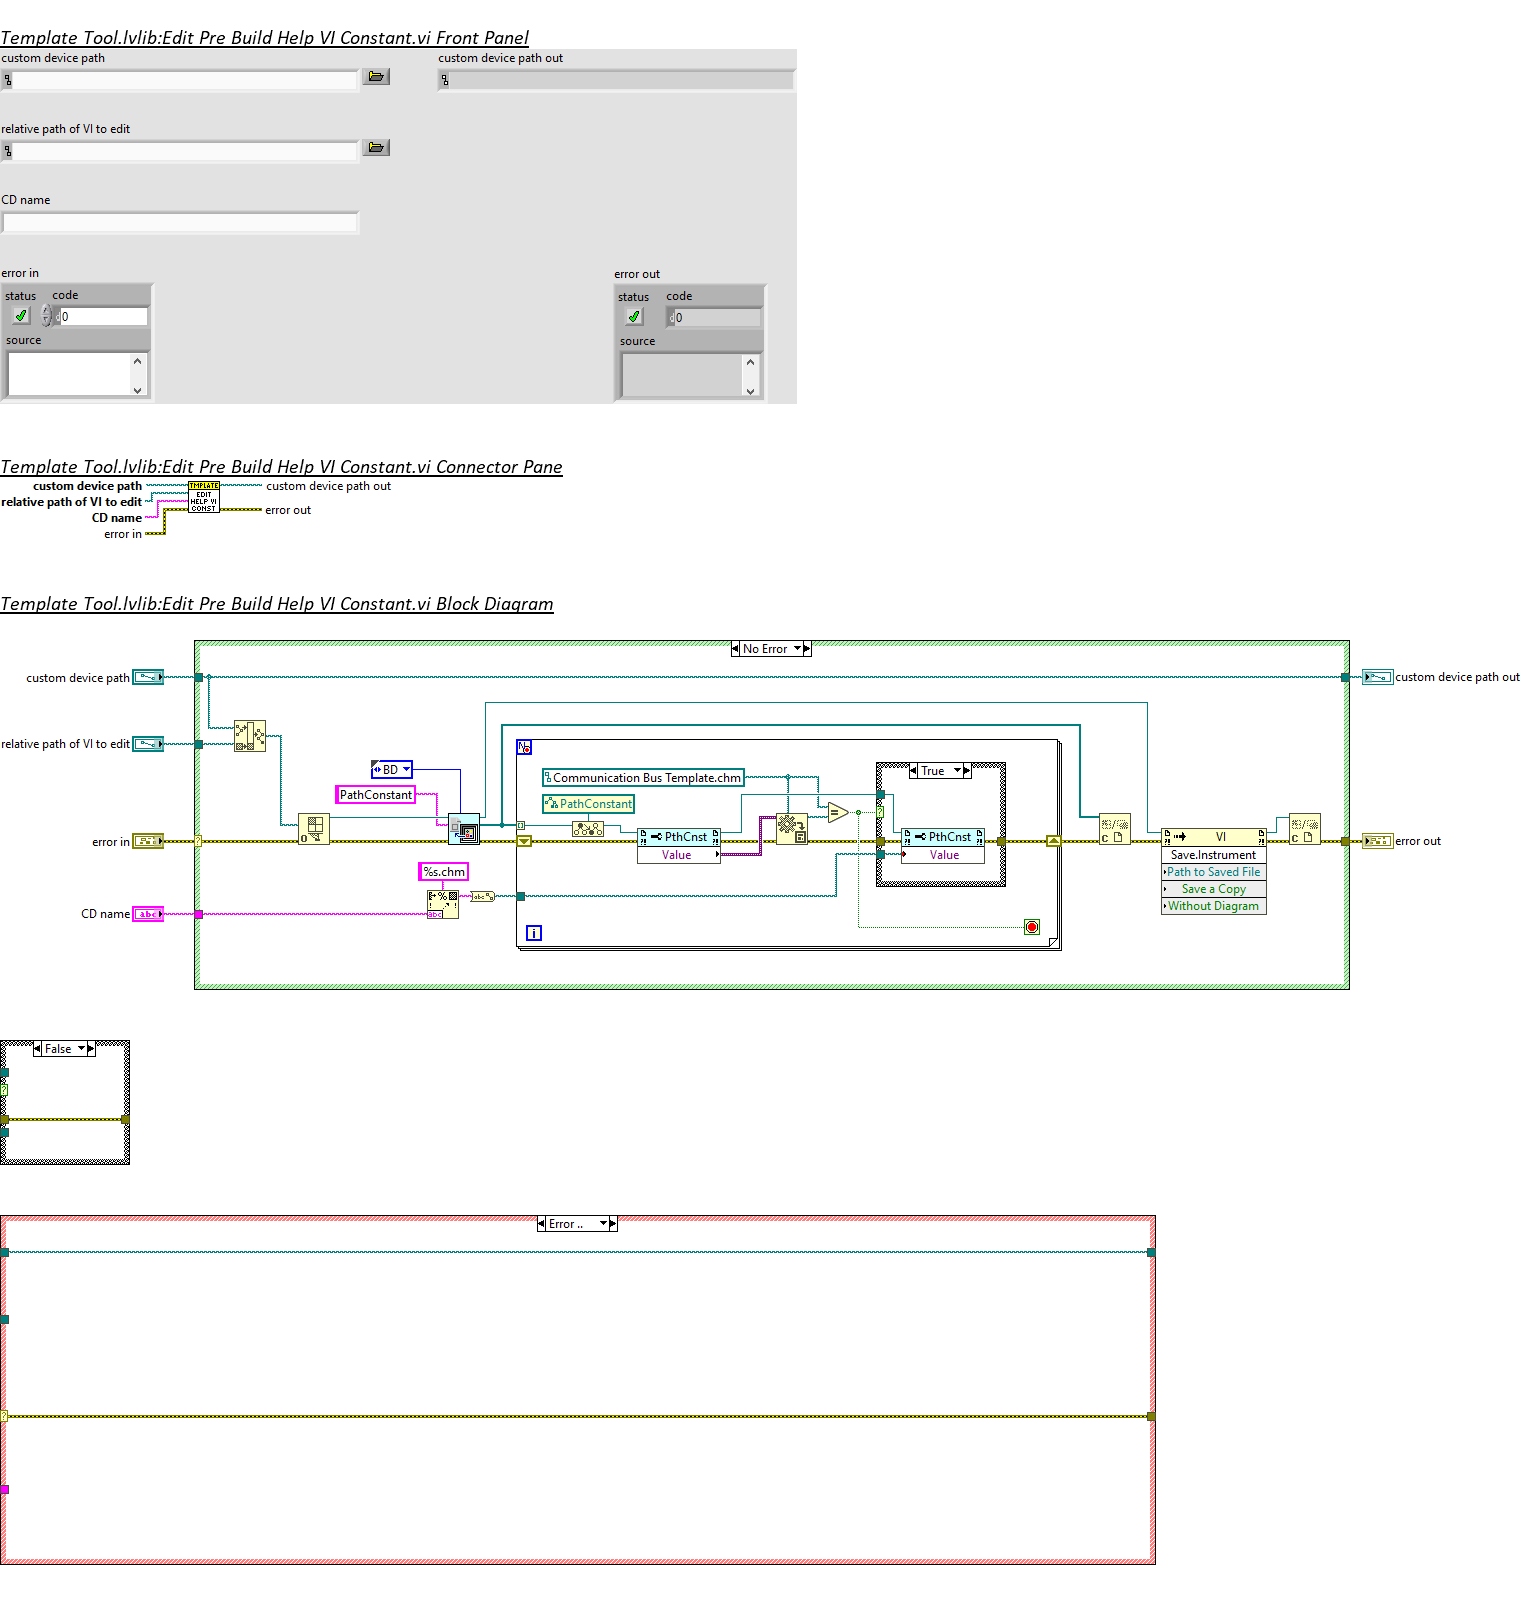 Template Tool.lvlib:Edit Pre Build Help VI Constant.vi Front Panel
custom device path
custom device path out
relative path of VI to edit
CD name
error in
status code
0
source
error out
status code
0
source
Template Tool.lvlib:Edit Pre Build Help VI Constant.vi Connector Pane
custom device path
relative path of VI to edit
CD name
error in
TMPLATE
EDIT
HELP VI
CONST
custom device path out
error out
Template Tool.lvlib:Edit Pre Build Help VI Constant.vi Block Diagram
No Error
custom device path
custom device path out
relative path of VI to edit
BD
PathConstant
Communication Bus Template.chm
PathConstant
True
PthCnst
Value
PthCnst
Value
VI
Save.Instrument
Path to Saved File
Save a Copy
Without Diagram
error in
error out
%s.chm
CD name
abc
i
False
Error ..